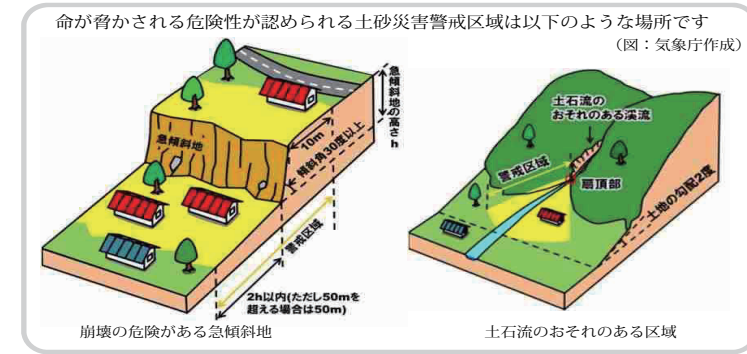 命が脅かされる危険性が認められる土砂災害警戒区域は以下のような場所です
(図：気象庁作成)
急傾斜地の高さh
急傾斜地
10m
傾斜角30度以上
警戒区域
2h以内(ただし50mを
超える場合は50m)
崩壊の危険がある急傾斜地
土石流の
おそれのある渓流
警戒区域
扇頂部
土地の勾配2度
土石流のおそれのある区域